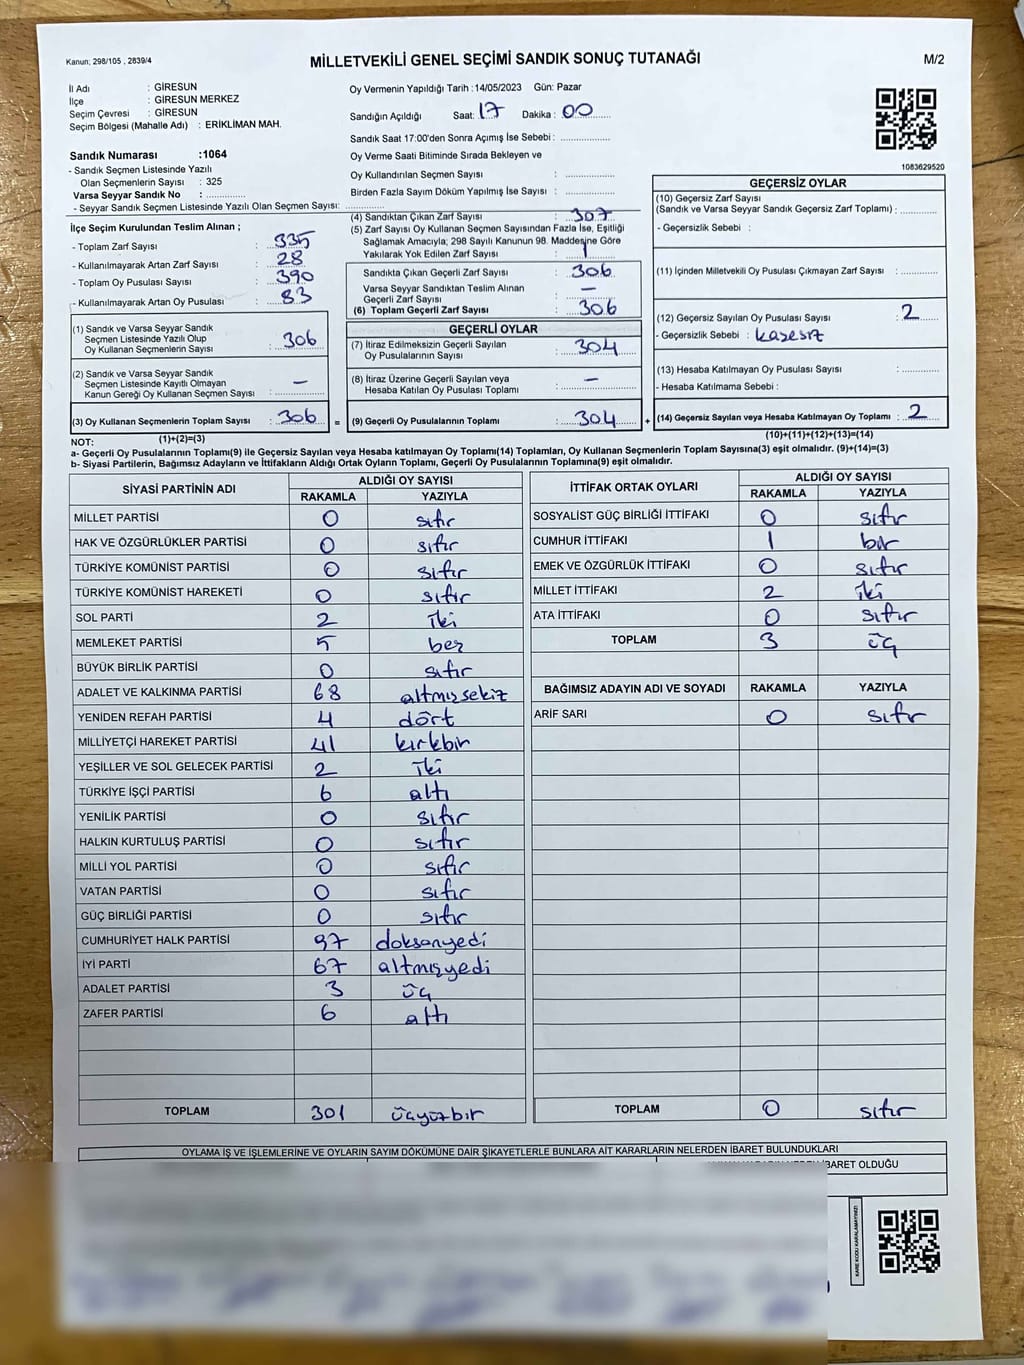 Kanun; 298/105 , 2839/4
MİLLETVEKİLİ GENEL SEÇİMİ SANDIK SONUÇ TUTANAĞI
M/2
İl Adı : GİRESUN
İlçe : GİRESUN MERKEZ
Seçim Çevresi : GİRESUN
Seçim Bölgesi (Mahalle Adı) : ERİKLİMAN MAH.
Sandık Numarası :1064
- Sandık Seçmen Listesinde Yazılı
Olan Seçmenlerin Sayısı : 325
Varsa Seyyar Sandık No : ............
- Seyyar Sandık Seçmen Listesinde Yazılı Olan Seçmen Sayısı: ............
Oy Vermenin Yapıldığı Tarih : 14/05/2023 Gün: Pazar
Sandığın Açıldığı Saat: 17 Dakika : 00
Sandık Saat 17:00'den Sonra Açımış İse Sebebi : ............
Oy Verme Saati Bitiminde Sırada Bekleyen ve
Oy Kullandırılan Seçmen Sayısı : ............
Birden Fazla Sayım Döküm Yapılmış İse Sayısı : ............
1083629520
İlçe Seçim Kurulundan Teslim Alınan ;
- Toplam Zarf Sayısı : 335
- Kullanılmayarak Artan Zarf Sayısı : 28
- Toplam Oy Pusulası Sayısı : 390
- Kullanılmayarak Artan Oy Pusulası : 83
(1) Sandık ve Varsa Seyyar Sandık
Seçmen Listesinde Yazılı Olup
Oy Kullanan Seçmenlerin Sayısı : 306
(2) Sandık ve Varsa Seyyar Sandık
Seçmen Listesinde Kayıtlı Olmayan
Kanun Gereği Oy Kullanan Seçmen Sayısı : —
(3) Oy Kullanan Seçmenlerin Toplam Sayısı : 306 =
(4) Sandıktan Çıkan Zarf Sayısı : 307
(5) Zarf Sayısı Oy Kullanan Seçmen Sayısından Fazla İse, Eşitliği
Sağlamak Amacıyla; 298 Sayılı Kanunun 98. Maddesine Göre
Yakılarak Yok Edilen Zarf Sayısı : 1
Sandıkta Çıkan Geçerli Zarf Sayısı : 306
Varsa Seyyar Sandıktan Teslim Alınan
Geçerli Zarf Sayısı : —
(6) Toplam Geçerli Zarf Sayısı : 306
GEÇERLİ OYLAR
(7) İtiraz Edilmeksizin Geçerli Sayılan
Oy Pusulalarının Sayısı : 304
(8) İtiraz Üzerine Geçerli Sayılan veya
Hesaba Katılan Oy Pusulası Toplamı : —
(9) Geçerli Oy Pusulalarının Toplamı : 304 +
GEÇERSİZ OYLAR
(10) Geçersiz Zarf Sayısı
(Sandık ve Varsa Seyyar Sandık Geçersiz Zarf Toplamı) : ............
- Geçersizlik Sebebi :
(11) İçinden Milletvekili Oy Pusulası Çıkmayan Zarf Sayısı : ............
(12) Geçersiz Sayılan Oy Pusulası Sayısı : 2
- Geçersizlik Sebebi : kaşesiz
(13) Hesaba Katılmayan Oy Pusulası Sayısı : ............
- Hesaba Katılmama Sebebi :
(14) Geçersiz Sayılan veya Hesaba Katılmayan Oy Toplamı : 2
NOT: (1)+(2)=(3) (10)+(11)+(12)+(13)=(14)
a- Geçerli Oy Pusulalarının Toplamı(9) ile Geçersiz Sayılan veya Hesaba katılmayan Oy Toplamı(14) Toplamları, Oy Kullanan Seçmenlerin Toplam Sayısına(3) eşit olmalıdır. (9)+(14)=(3)
b- Siyasi Partilerin, Bağımsız Adayların ve İttifakların Aldığı Ortak Oyların Toplamı, Geçerli Oy Pusulalarının Toplamına(9) eşit olmalıdır.
SİYASİ PARTİNİN ADI ALDIĞI OY SAYISI
RAKAMLA YAZIYLA
MİLLET PARTİSİ 0 sıfır
HAK VE ÖZGÜRLÜKLER PARTİSİ 0 sıfır
TÜRKİYE KOMÜNİST PARTİSİ 0 sıfır
TÜRKİYE KOMÜNİST HAREKETİ 0 sıfır
SOL PARTİ 2 iki
MEMLEKET PARTİSİ 5 beş
BÜYÜK BİRLİK PARTİSİ 0 sıfır
ADALET VE KALKINMA PARTİSİ 68 altmışsekiz
YENİDEN REFAH PARTİSİ 4 dört
MİLLİYETÇİ HAREKET PARTİSİ 41 kırkbir
YEŞİLLER VE SOL GELECEK PARTİSİ 2 iki
TÜRKİYE İŞÇİ PARTİSİ 6 altı
YENİLİK PARTİSİ 0 sıfır
HALKIN KURTULUŞ PARTİSİ 0 sıfır
MİLLİ YOL PARTİSİ 0 sıfır
VATAN PARTİSİ 0 sıfır
GÜÇ BİRLİĞİ PARTİSİ 0 sıfır
CUMHURİYET HALK PARTİSİ 97 doksanyedi
İYİ PARTİ 67 altmışyedi
ADALET PARTİSİ 3 üç
ZAFER PARTİSİ 6 altı
TOPLAM 301 üçyüzbir
İTTİFAK ORTAK OYLARI ALDIĞI OY SAYISI
RAKAMLA YAZIYLA
SOSYALİST GÜÇ BİRLİĞİ İTTİFAKI 0 sıfır
CUMHUR İTTİFAKI 1 bir
EMEK VE ÖZGÜRLÜK İTTİFAKI 0 sıfır
MİLLET İTTİFAKI 2 iki
ATA İTTİFAKI 0 sıfır
TOPLAM 3 üç
BAĞIMSIZ ADAYIN ADI VE SOYADI RAKAMLA YAZIYLA
ARİF SARI 0 sıfır
TOPLAM 0 sıfır
OYLAMA İŞ VE İŞLEMLERİNE VE OYLARIN SAYIM DÖKÜMÜNE DAİR ŞİKAYETLERLE BUNLARA AİT KARARLARIN NELERDEN İBARET BULUNDUKLARI
İBARET OLDUĞU
KARE KODU KARALAMAYINIZ!